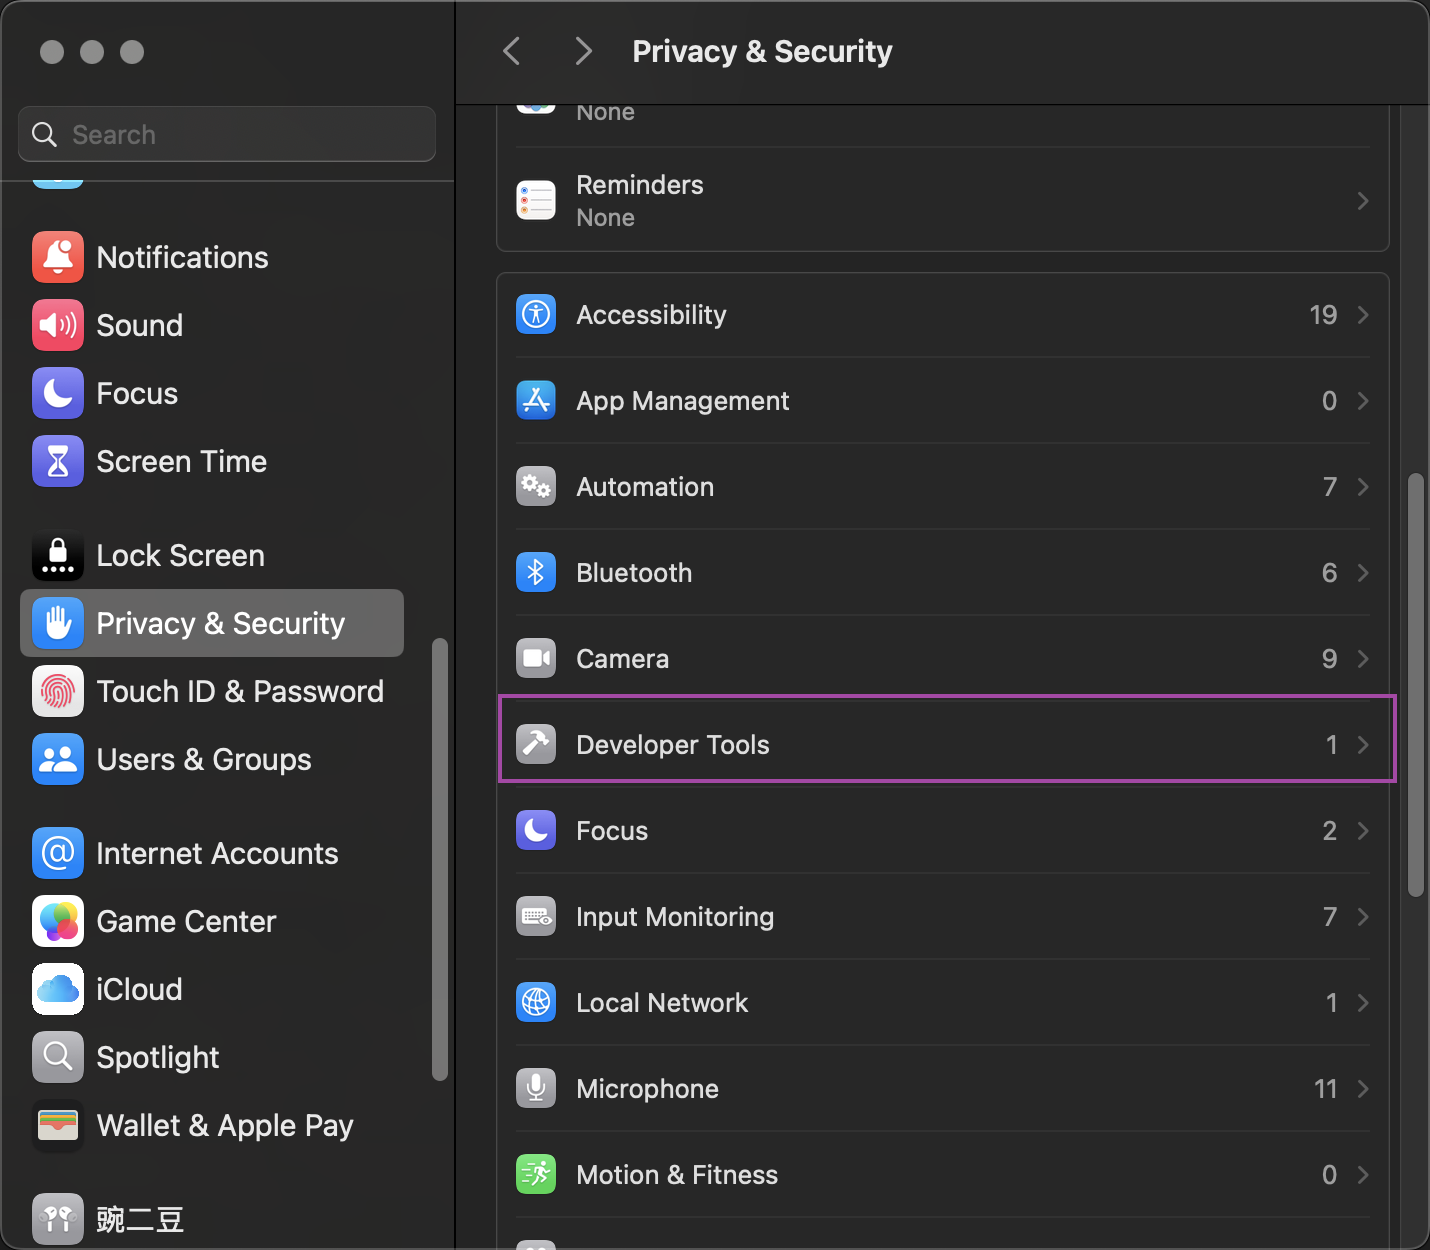 Privacy & Security
Search
Notifications
Sound
Focus
Screen Time
Lock Screen
Privacy & Security
Touch ID & Password
Users & Groups
Internet Accounts
Game Center
iCloud
Spotlight
Wallet & Apple Pay
豌二豆
None
Reminders
None
Accessibility 19
App Management 0
Automation 7
Bluetooth 6
Camera 9
Developer Tools 1
Focus 2
Input Monitoring 7
Local Network 1
Microphone 11
Motion & Fitness 0